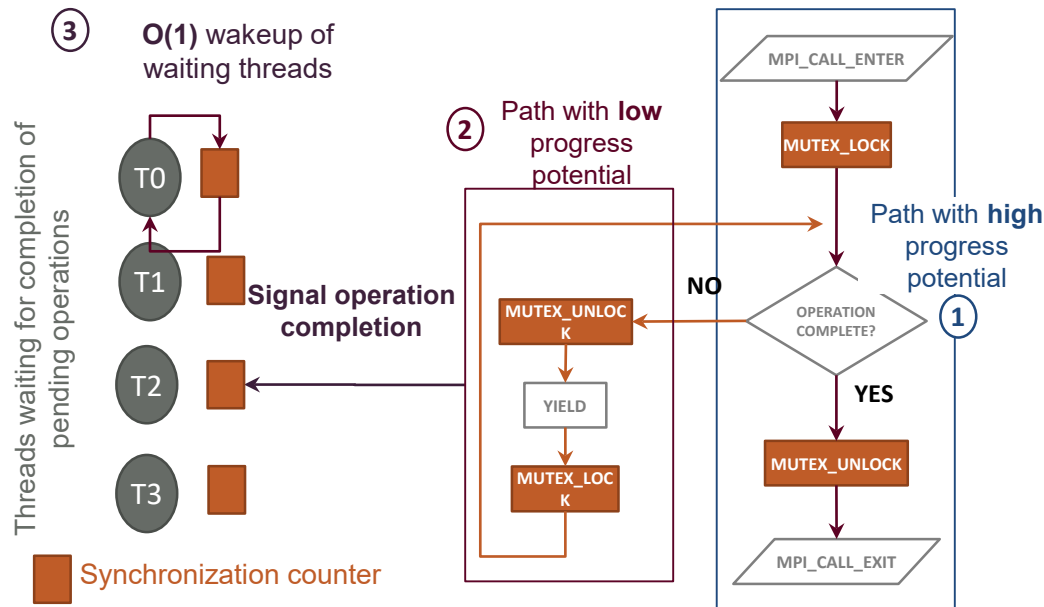 3
O(1) wakeup of
waiting threads
Threads waiting for completion of
pending operations
T0
T1
T2
T3
Synchronization counter
Signal operation
completion
2
Path with low
progress
potential
MUTEX_UNLOC
K
YIELD
MUTEX_LOC
K
NO
MPI_CALL_ENTER
MUTEX_LOCK
Path with high
progress
potential
1
OPERATION
COMPLETE?
YES
MUTEX_UNLOCK
MPI_CALL_EXIT